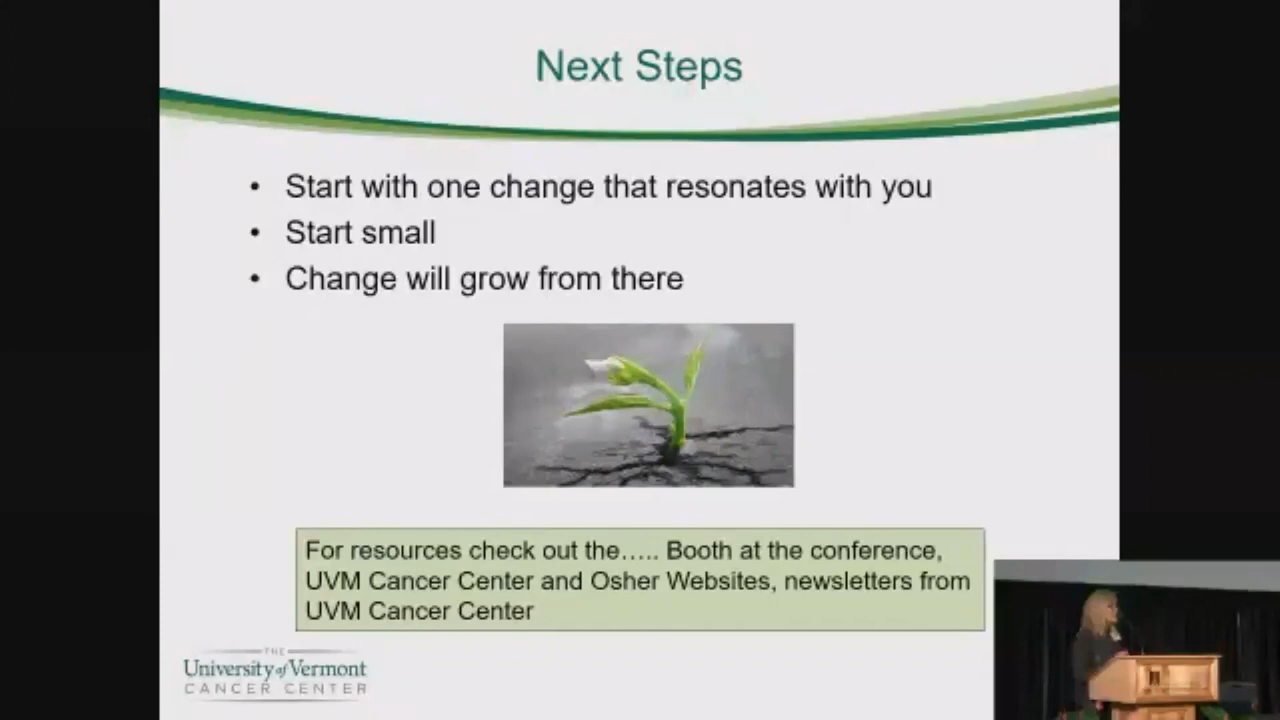 Next Steps
• Start with one change that resonates with you
• Start small
• Change will grow from there
For resources check out the….. Booth at the conference,
UVM Cancer Center and Osher Websites, newsletters from
UVM Cancer Center
THE
University of Vermont
CANCER CENTER